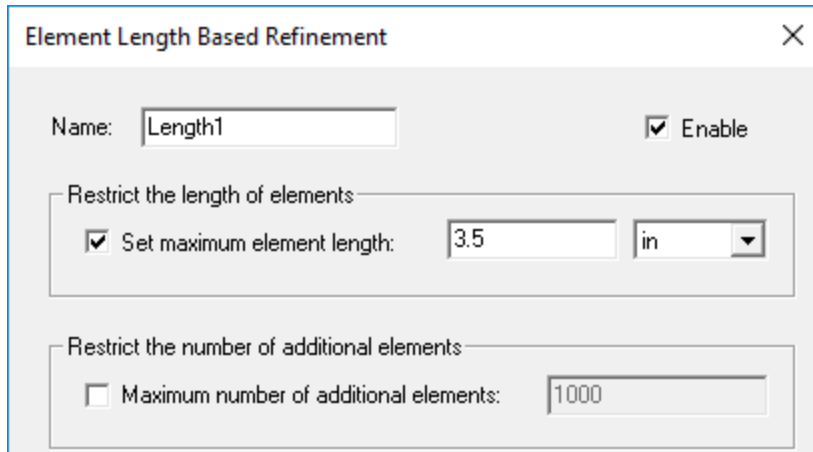 Element Length Based Refinement
Name: Length1 Enable
Restrict the length of elements
Set maximum element length: 3.5 in
Restrict the number of additional elements
Maximum number of additional elements: 1000